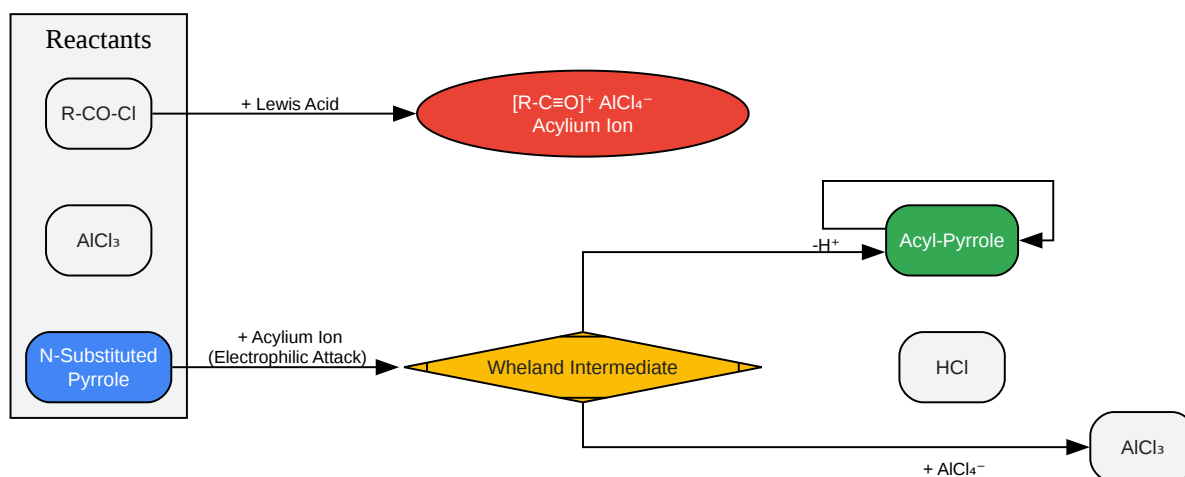 Reactants
R-CO-Cl
+ Lewis Acid
[R-C≡O]⁺ AlCl₄⁻
Acylium Ion
AlCl₃
-H⁺
Acyl-Pyrrole
N-Substituted
Pyrrole
+ Acylium Ion
(Electrophilic Attack)
Wheland Intermediate
HCl
+ AlCl₄⁻
AlCl₃